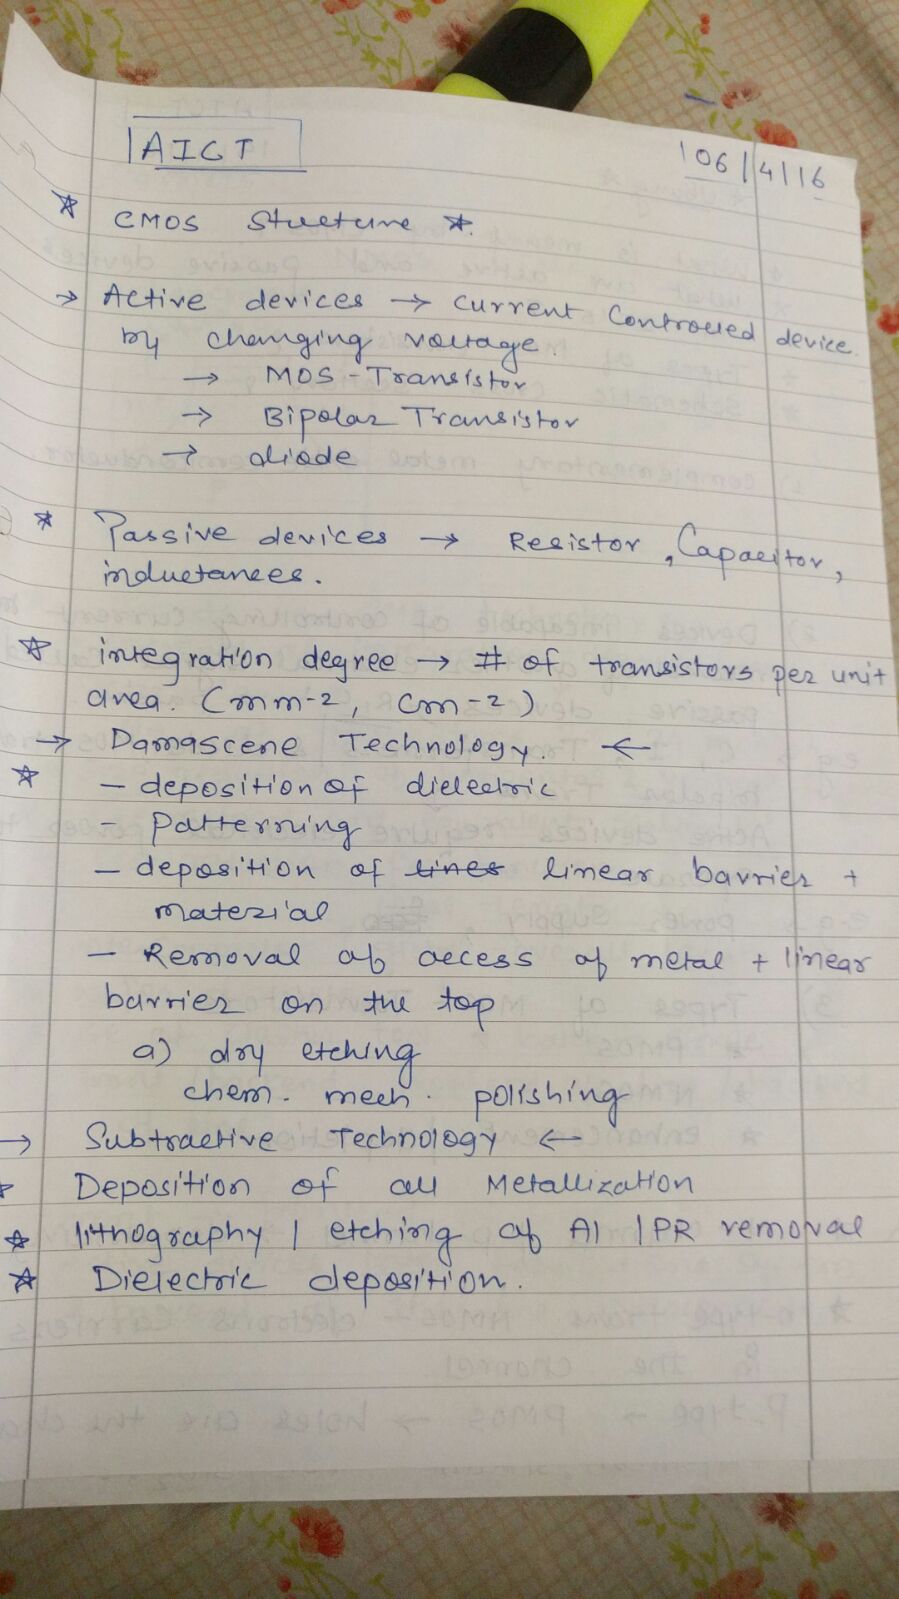 AICT
06/4/16
☆ CMOS Structure ☆.
→ Active devices → Current Controlled device
by changing voltage.
→ MOS - Transistor
→ Bipolar Transistor
→ diode
☆ Passive devices → Resistor, Capacitor,
inductances.
☆ integration degree → # of transistors per unit
area. (mm-2, cm-2)
→ Damascene Technology. ←
☆ - deposition of dielectric
- Patterning
- deposition of lines linear barrier +
material
- Removal of access of metal + linear
barrier on the top
a) dry etching
chem. mech. polishing
→ Subtractive Technology ←
☆ Deposition of all Metallization
☆ lithography / etching of Al / PR removal
☆ Dielectric deposition.